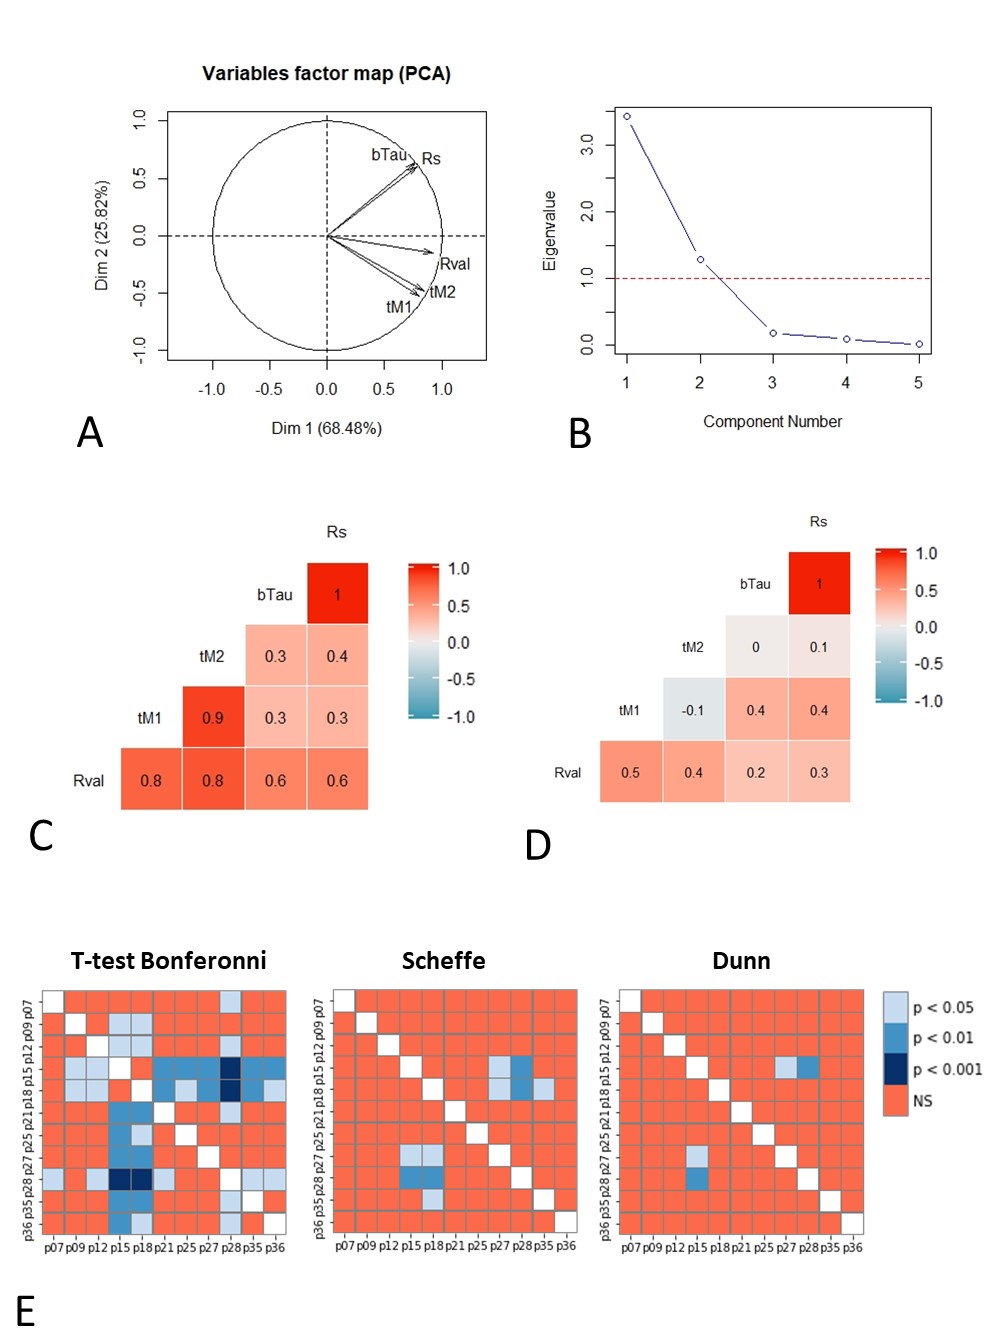 Variables factor map (PCA)
1.0
0.5
0.0
-0.5
-1.0
Dim 2 (25.82%)
bTau
Rs
Rval
tM2
tM1
-1.0 -0.5 0.0 0.5 1.0
Dim 1 (68.48%)
A
3.0
2.0
1.0
0.0
Eigenvalue
1 2 3 4 5
Component Number
B
Rs
bTau 1
tM2 0.3 0.4
tM1 0.9 0.3 0.3
Rval 0.8 0.8 0.6 0.6
1.0
0.5
0.0
-0.5
-1.0
C
Rs
bTau 1
tM2 0 0.1
tM1 -0.1 0.4 0.4
Rval 0.5 0.4 0.2 0.3
1.0
0.5
0.0
-0.5
-1.0
D
T-test Bonferonni
p07
p09
p12
p15
p18
p21
p25
p27
p28
p35
p36
p07 p09 p12 p15 p18 p21 p25 p27 p28 p35 p36
Scheffe
p07
p09
p12
p15
p18
p21
p25
p27
p28
p35
p36
p07 p09 p12 p15 p18 p21 p25 p27 p28 p35 p36
Dunn
p07
p09
p12
p15
p18
p21
p25
p27
p28
p35
p36
p07 p09 p12 p15 p18 p21 p25 p27 p28 p35 p36
p < 0.05
p < 0.01
p < 0.001
NS
E